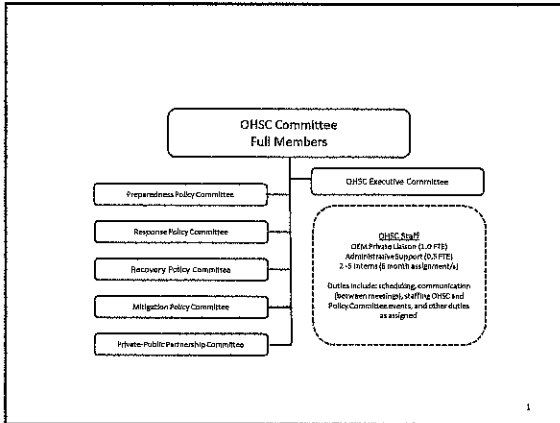 OHSC Committee
Full Members
OHSC Executive Committee
Preparedness Policy Committee
Response Policy Committee
Recovery Policy Committee
Mitigation Policy Committee
Private-Public Partnership Committee
OHSC Staff
OEM Private Liaison (1.0 FTE)
Administrative Support (0.5 FTE)
2-5 Interns (6 month assignment/s)
Duties include: scheduling, communication
(between meetings), staffing OHSC and
Policy Committee events, and other duties
as assigned
1